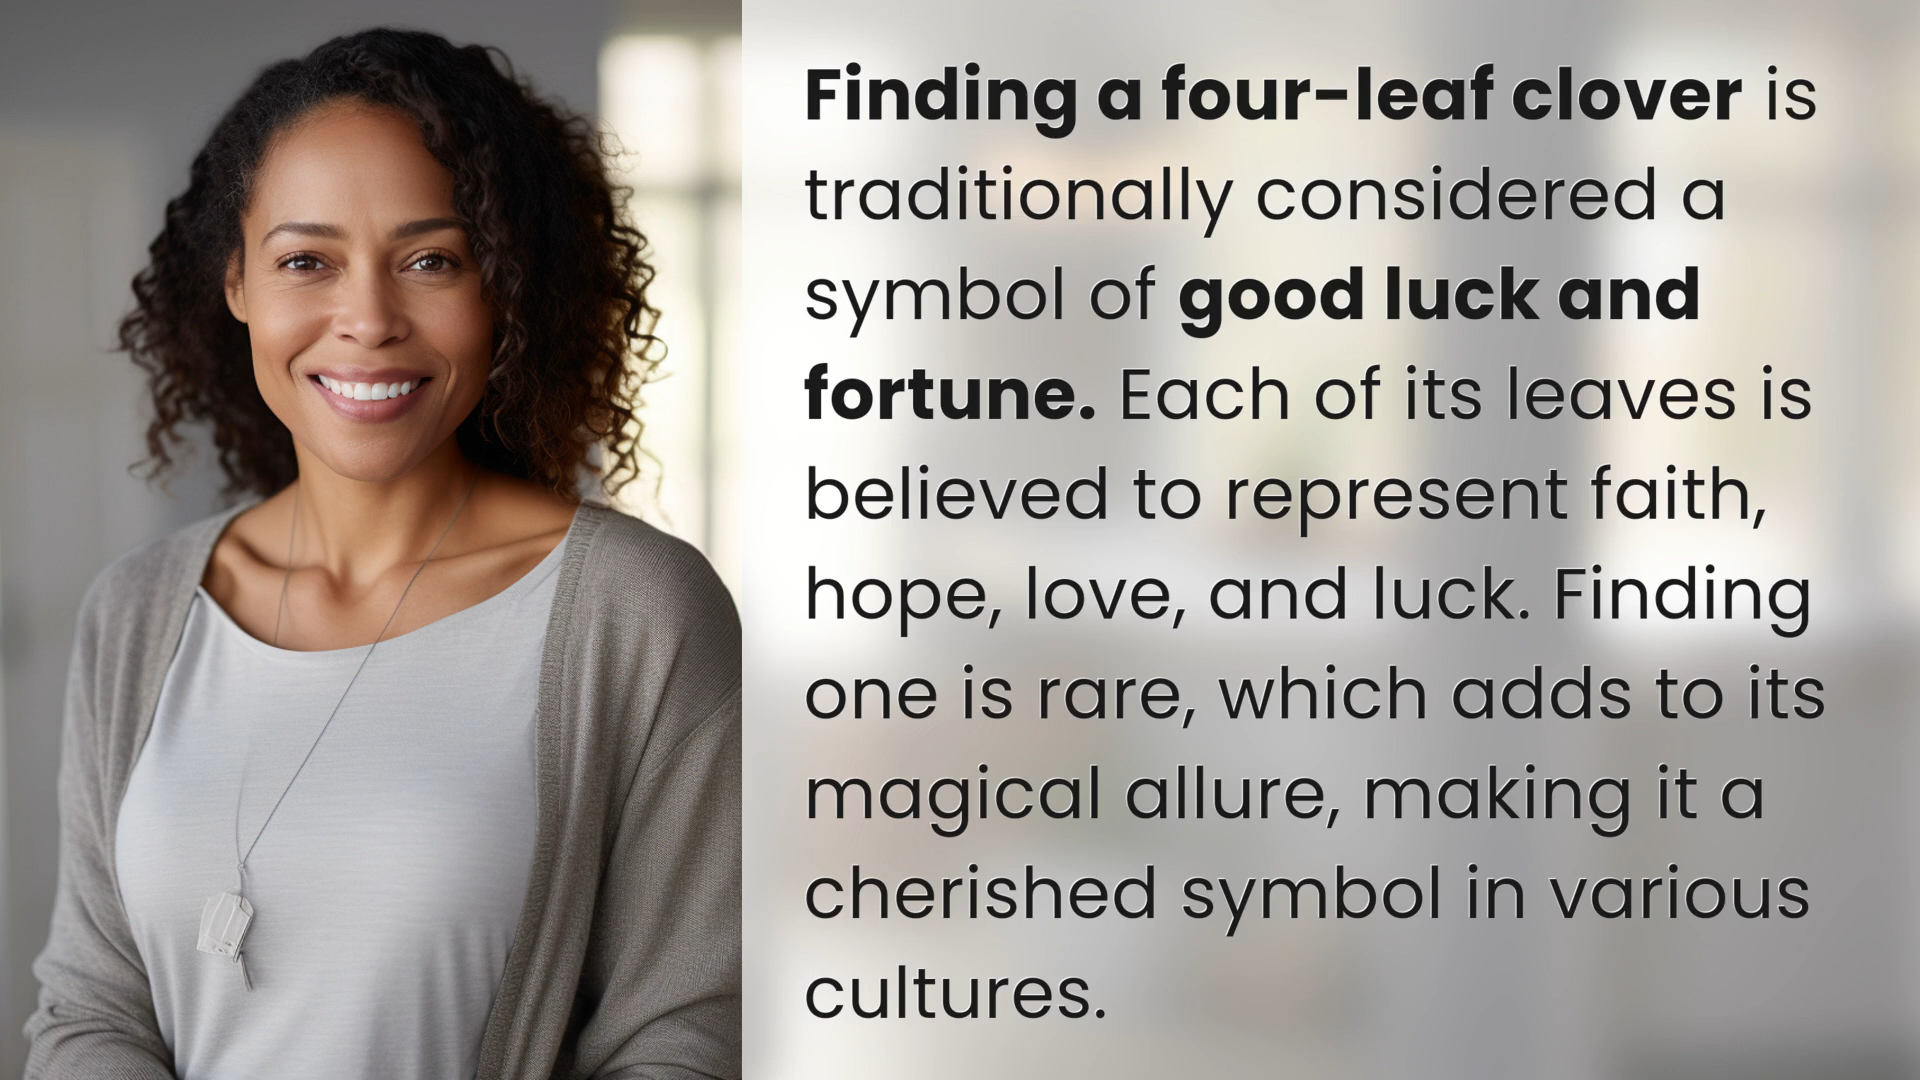 Finding a four-leaf clover is
traditionally considered a
symbol of good luck and
fortune. Each of its leaves is
believed to represent faith,
hope, love, and luck. Finding
one is rare, which adds to its
magical allure, making it a
cherished symbol in various
cultures.